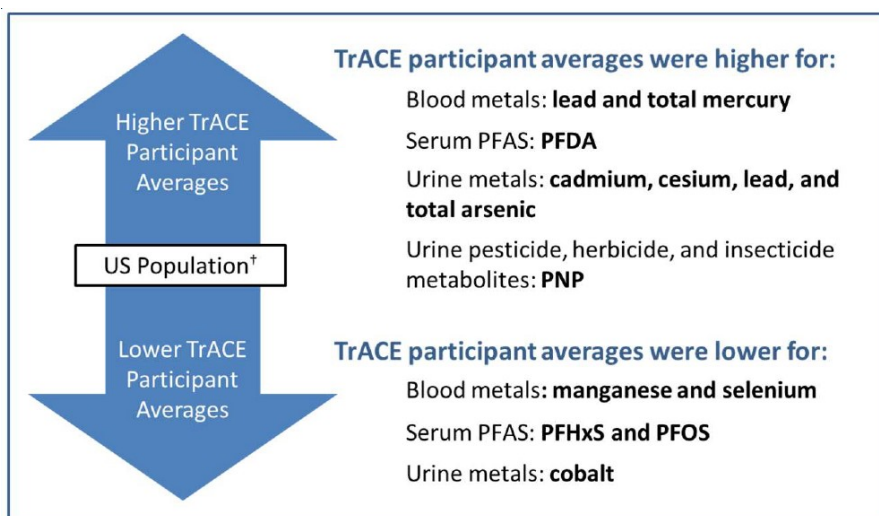 Higher TrACE
Participant
Averages
US Population†
Lower TrACE
Participant
Averages
TrACE participant averages were higher for:
Blood metals: lead and total mercury
Serum PFAS: PFDA
Urine metals: cadmium, cesium, lead, and
total arsenic
Urine pesticide, herbicide, and insecticide
metabolites: PNP
TrACE participant averages were lower for:
Blood metals: manganese and selenium
Serum PFAS: PFHxS and PFOS
Urine metals: cobalt